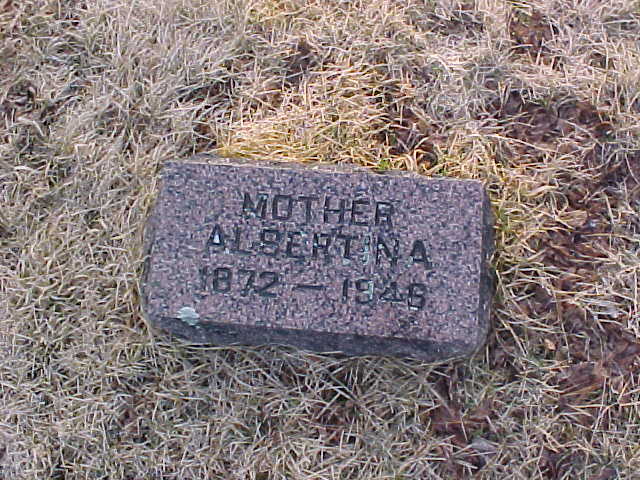 MOTHER
ALBERTINA
1872 — 1946